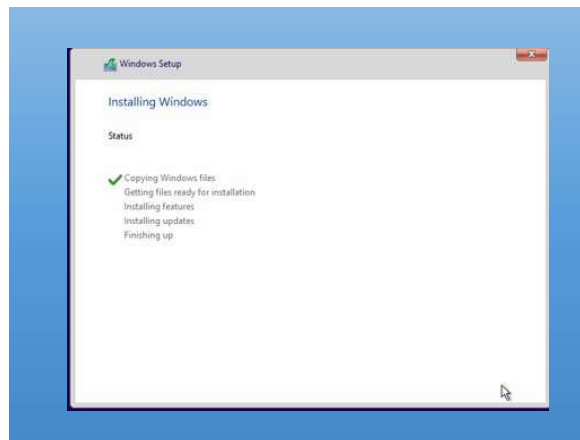 Windows Setup
Installing Windows
Status
Copying Windows files
Getting files ready for installation
Installing features
Installing updates
Finishing up